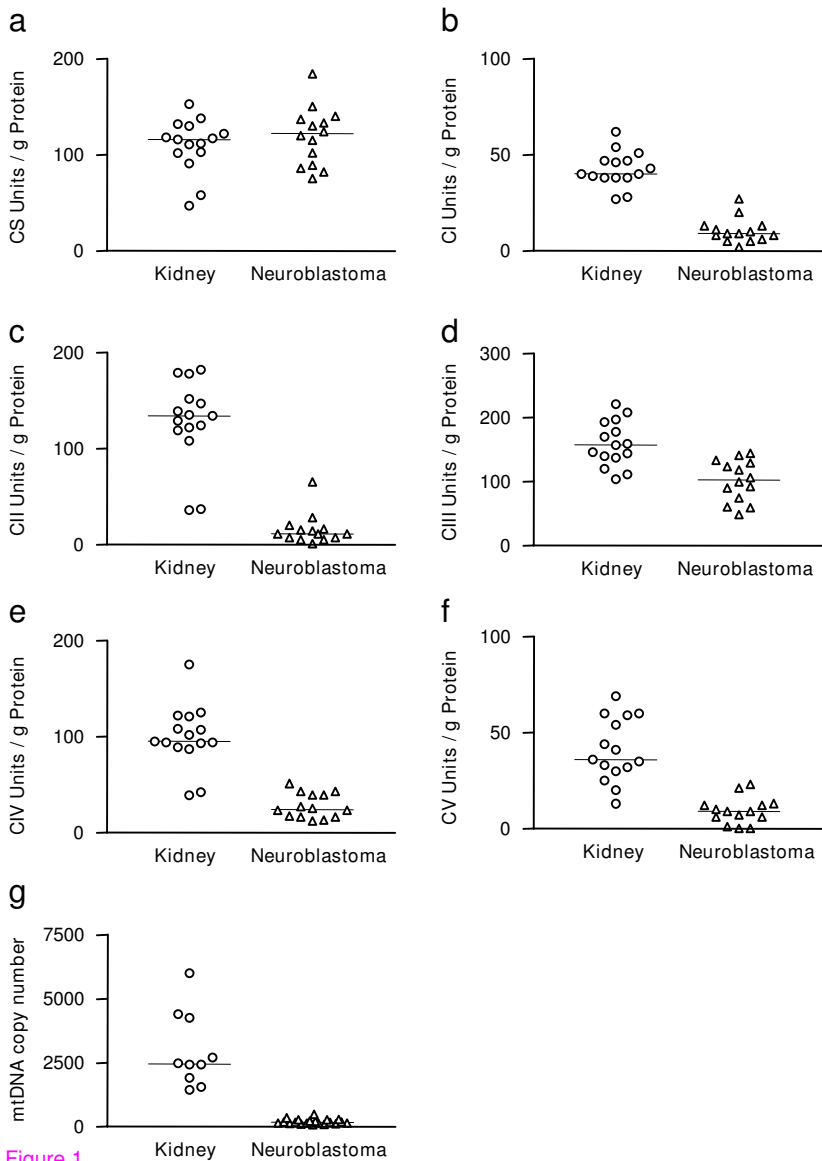 a
CS Units / g Protein
200
100
0
Kidney
Neuroblastoma
b
CI Units / g Protein
100
50
0
Kidney
Neuroblastoma
c
CII Units / g Protein
200
100
0
Kidney
Neuroblastoma
d
CIII Units / g Protein
300
200
100
0
Kidney
Neuroblastoma
e
CIV Units / g Protein
200
100
0
Kidney
Neuroblastoma
f
CV Units / g Protein
100
50
0
Kidney
Neuroblastoma
g
mtDNA copy number
7500
5000
2500
0
Kidney
Neuroblastoma
Figure 1